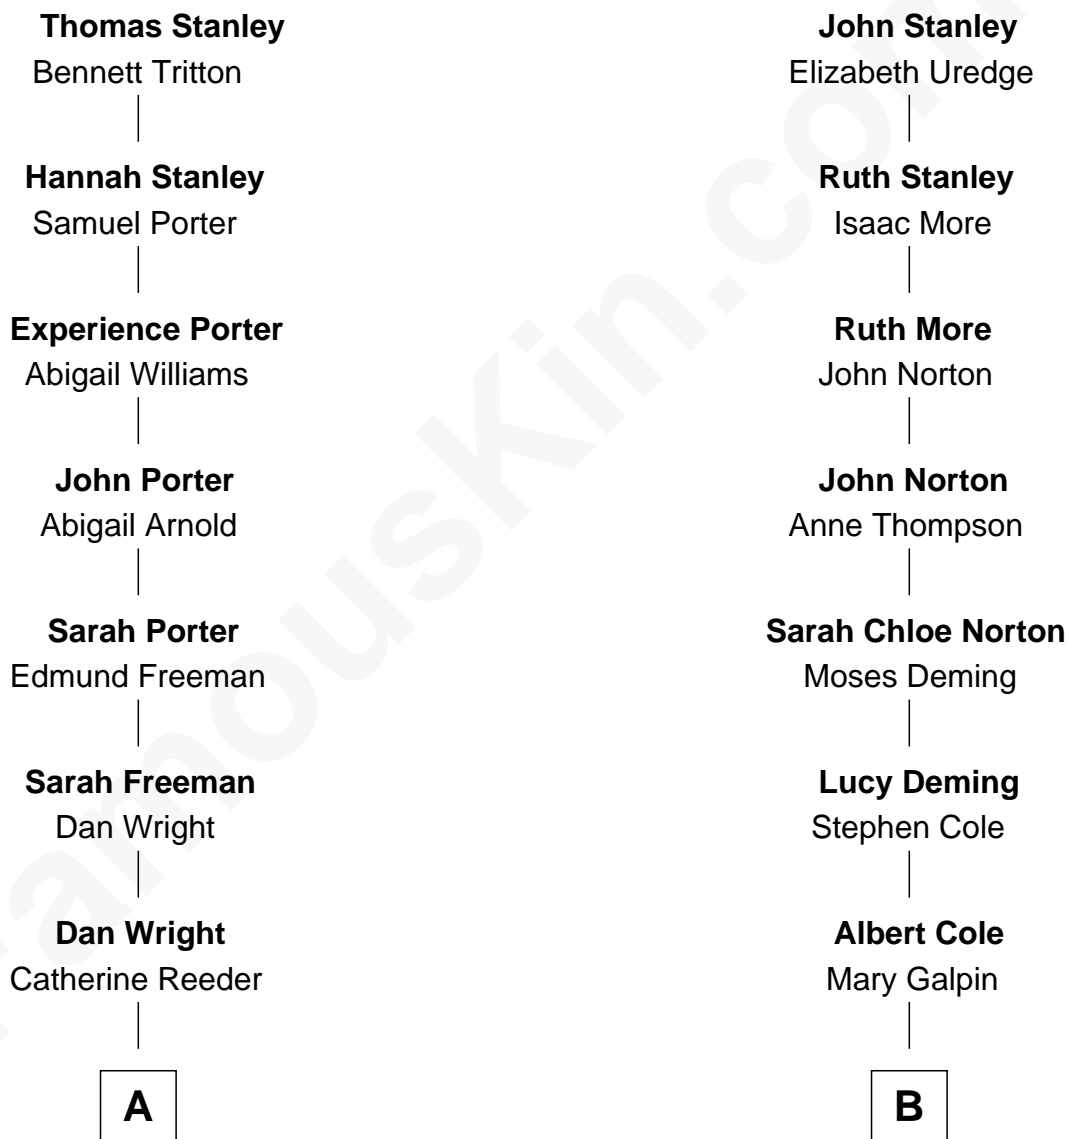 Thomas Stanley
Bennett Tritton
Hannah Stanley
Samuel Porter
Experience Porter
Abigail Williams
John Porter
Abigail Arnold
Sarah Porter
Edmund Freeman
Sarah Freeman
Dan Wright
Dan Wright
Catherine Reeder
A
John Stanley
Elizabeth Uredge
Ruth Stanley
Isaac More
Ruth More
John Norton
John Norton
Anne Thompson
Sarah Chloe Norton
Moses Deming
Lucy Deming
Stephen Cole
Albert Cole
Mary Galpin
B
FamousKin.com